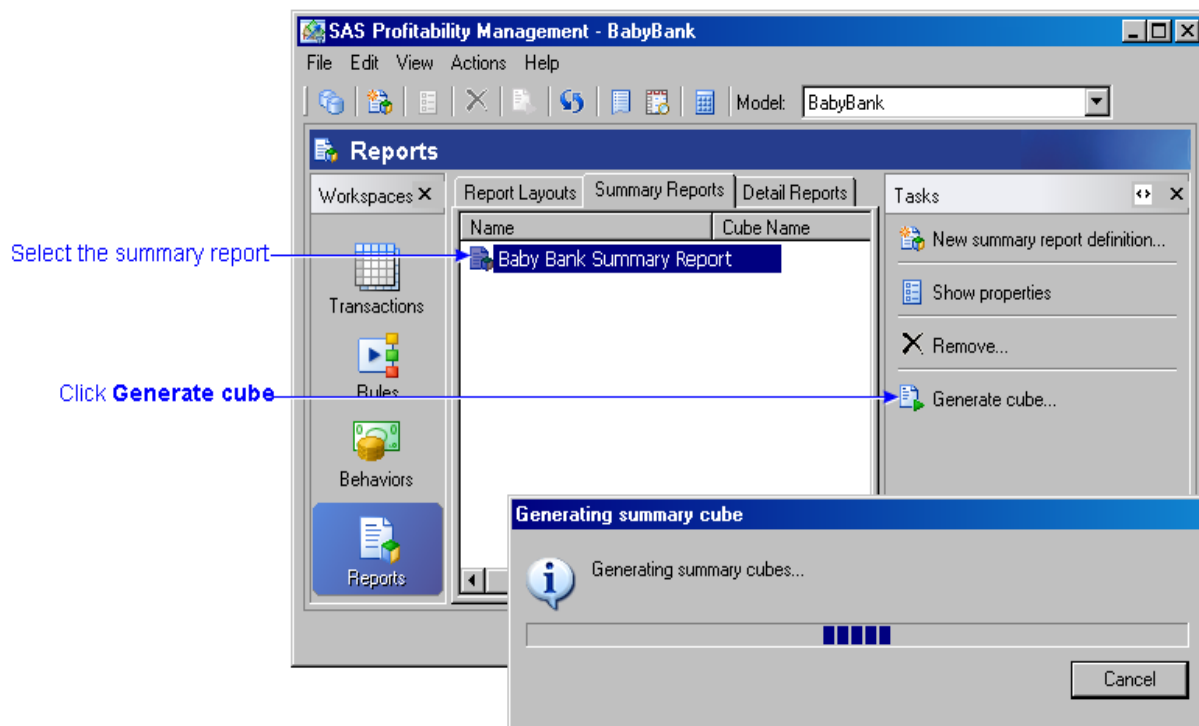 SAS Profitability Management - BabyBank
File Edit View Actions Help
Model: BabyBank
Reports
Workspaces
Transactions
Rules
Behaviors
Reports
Report Layouts Summary Reports Detail Reports
Name Cube Name
Baby Bank Summary Report
Tasks
New summary report definition...
Show properties
Remove...
Generate cube...
Select the summary report
Click Generate cube
Generating summary cube
Generating summary cubes...
Cancel